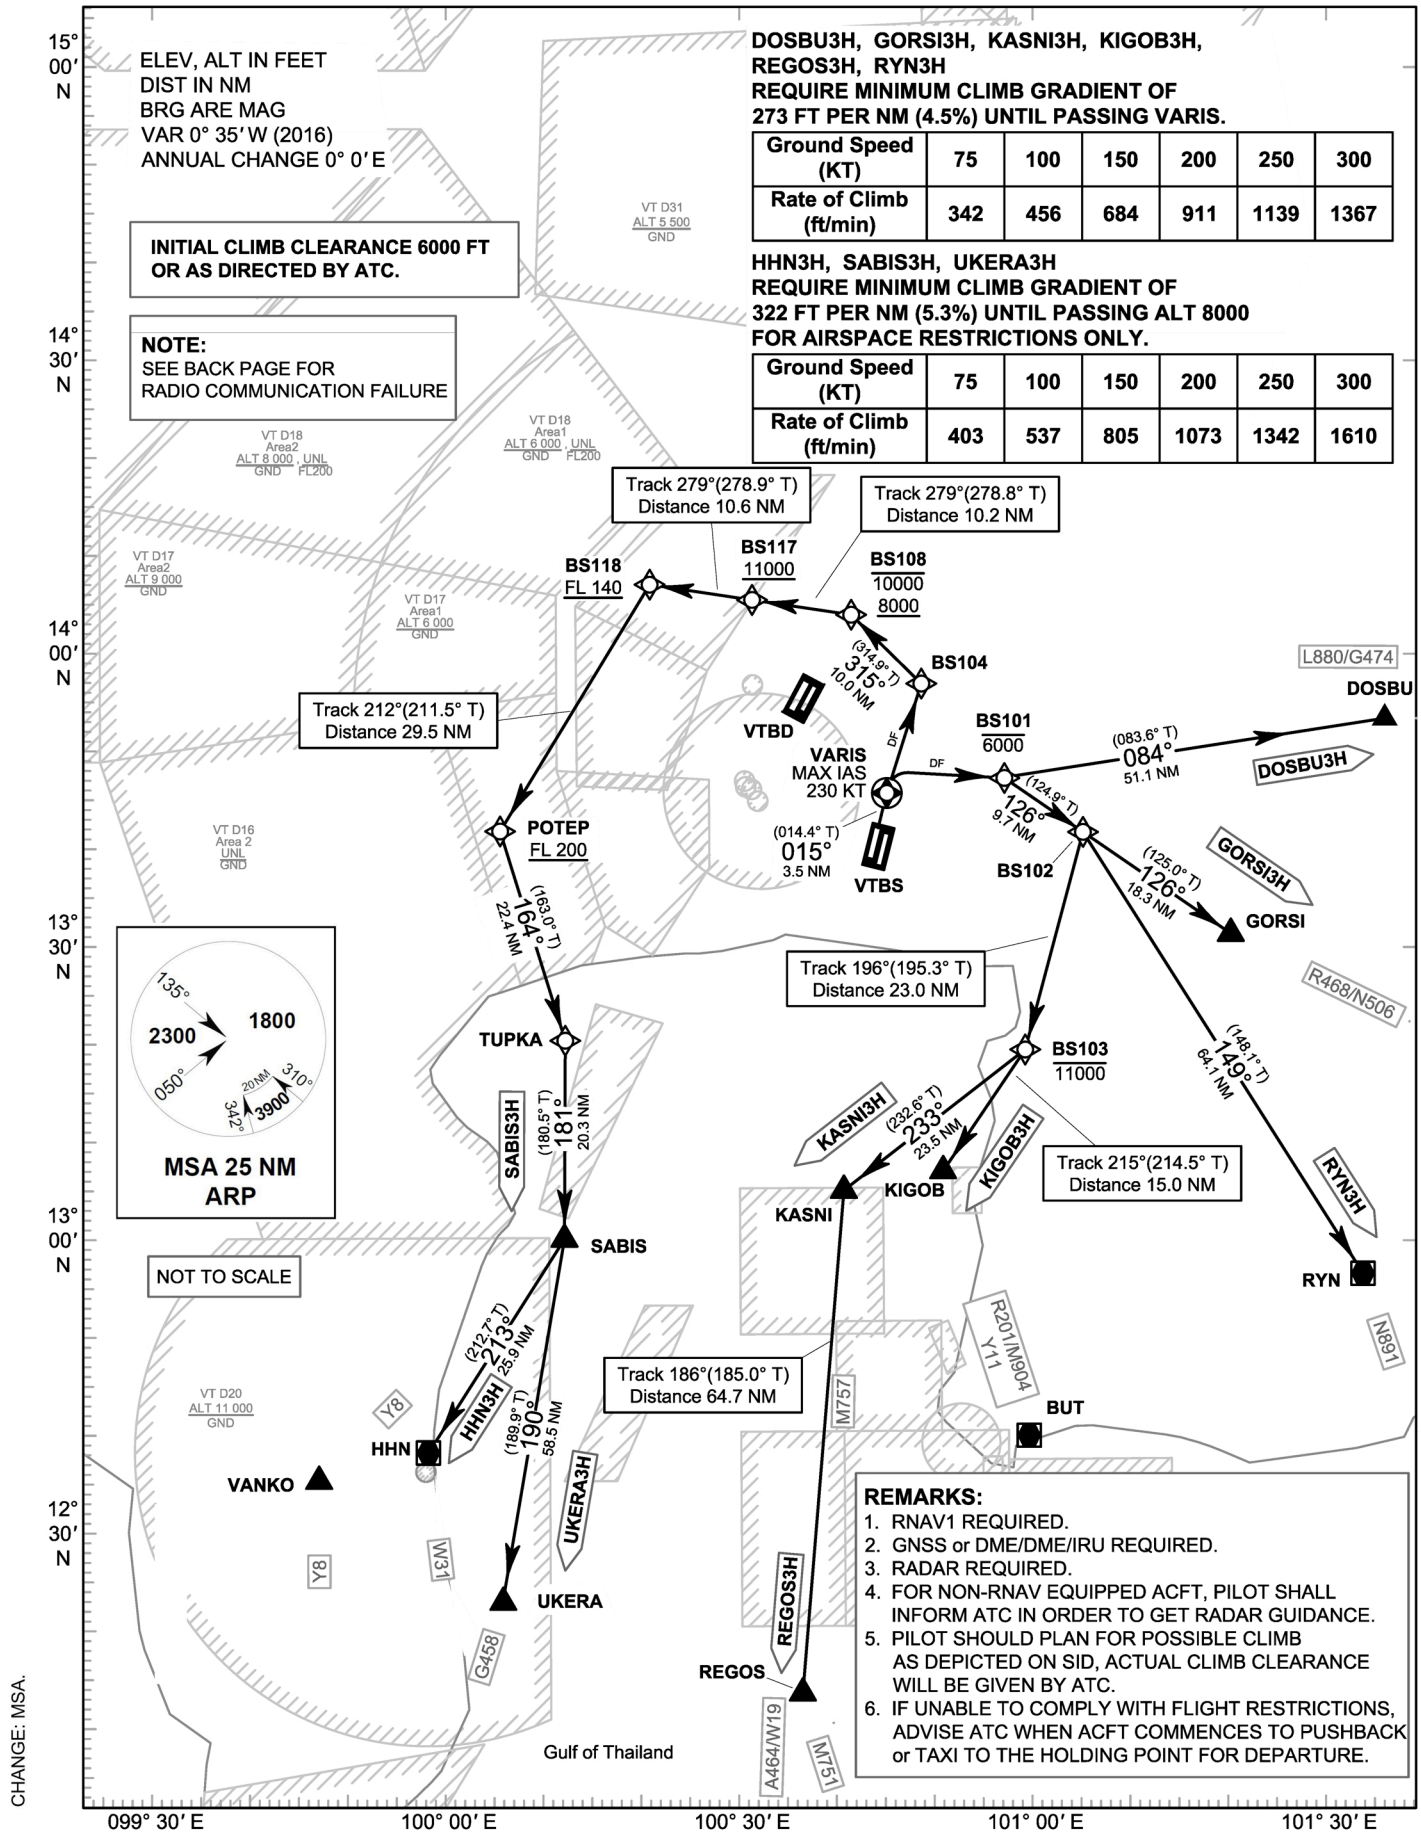 15°
00′
N
ELEV, ALT IN FEET
DIST IN NM
BRG ARE MAG
VAR 0° 35′ W (2016)
ANNUAL CHANGE 0° 0′ E
INITIAL CLIMB CLEARANCE 6000 FT
OR AS DIRECTED BY ATC.
NOTE:
SEE BACK PAGE FOR
RADIO COMMUNICATION FAILURE
DOSBU3H, GORSI3H, KASNI3H, KIGOB3H,
REGOS3H, RYN3H
REQUIRE MINIMUM CLIMB GRADIENT OF
273 FT PER NM (4.5%) UNTIL PASSING VARIS.
Ground Speed (KT) 75 100 150 200 250 300
Rate of Climb (ft/min) 342 456 684 911 1139 1367
HHN3H, SABIS3H, UKERA3H
REQUIRE MINIMUM CLIMB GRADIENT OF
322 FT PER NM (5.3%) UNTIL PASSING ALT 8000
FOR AIRSPACE RESTRICTIONS ONLY.
Ground Speed (KT) 75 100 150 200 250 300
Rate of Climb (ft/min) 403 537 805 1073 1342 1610
VT D31
ALT 5 500
GND
14°
30′
N
VT D18
Area2
ALT 8 000 , UNL
GND FL200
VT D18
Area1
ALT 6 000 , UNL
GND FL200
VT D17
Area2
ALT 9 000
GND
VT D17
Area1
ALT 6 000
GND
Track 279°(278.9° T)
Distance 10.6 NM
Track 279°(278.8° T)
Distance 10.2 NM
BS118
FL 140
BS117
11000
BS108
10000
8000
14°
00′
N
(314.9° T)
315°
10.0 NM
BS104
L880/G474
DOSBU
Track 212°(211.5° T)
Distance 29.5 NM
VTBD
DF
BS101
6000
(083.6° T)
084°
51.1 NM
DOSBU3H
VARIS
MAX IAS
230 KT
DF
(124.9° T)
126°
9.7 NM
(014.4° T)
015°
3.5 NM
VTBS
BS102
VT D16
Area 2
UNL
GND
POTEP
FL 200
(125.0° T)
126°
18.3 NM
GORSI3H
GORSI
13°
30′
N
(163.0° T)
164°
22.4 NM
Track 196°(195.3° T)
Distance 23.0 NM
R468/N506
135°
2300
1800
050°
20 NM
310°
342°
3900
MSA 25 NM
ARP
TUPKA
BS103
11000
(148.1° T)
149°
64.1 NM
SABIS3H
(180.5° T)
181°
20.3 NM
KASNI3H
(232.6° T)
233°
23.5 NM
KIGOB3H
Track 215°(214.5° T)
Distance 15.0 NM
RYN3H
KIGOB
KASNI
13°
00′
N
SABIS
RYN
NOT TO SCALE
(212.7° T)
213°
25.9 NM
R201/M904
Y11
N891
Track 186°(185.0° T)
Distance 64.7 NM
M757
VT D20
ALT 11 000
GND
Y8
HHN3H
(189.9° T)
190°
58.5 NM
HHN
BUT
VANKO
UKERA3H
12°
30′
N
Y8
W31
UKERA
G458
REGOS3H
REGOS
A464/W19
M751
Gulf of Thailand
REMARKS:
1. RNAV1 REQUIRED.
2. GNSS or DME/DME/IRU REQUIRED.
3. RADAR REQUIRED.
4. FOR NON-RNAV EQUIPPED ACFT, PILOT SHALL
INFORM ATC IN ORDER TO GET RADAR GUIDANCE.
5. PILOT SHOULD PLAN FOR POSSIBLE CLIMB
AS DEPICTED ON SID, ACTUAL CLIMB CLEARANCE
WILL BE GIVEN BY ATC.
6. IF UNABLE TO COMPLY WITH FLIGHT RESTRICTIONS,
ADVISE ATC WHEN ACFT COMMENCES TO PUSHBACK
or TAXI TO THE HOLDING POINT FOR DEPARTURE.
CHANGE: MSA.
099° 30′ E
100° 00′ E
100° 30′ E
101° 00′ E
101° 30′ E